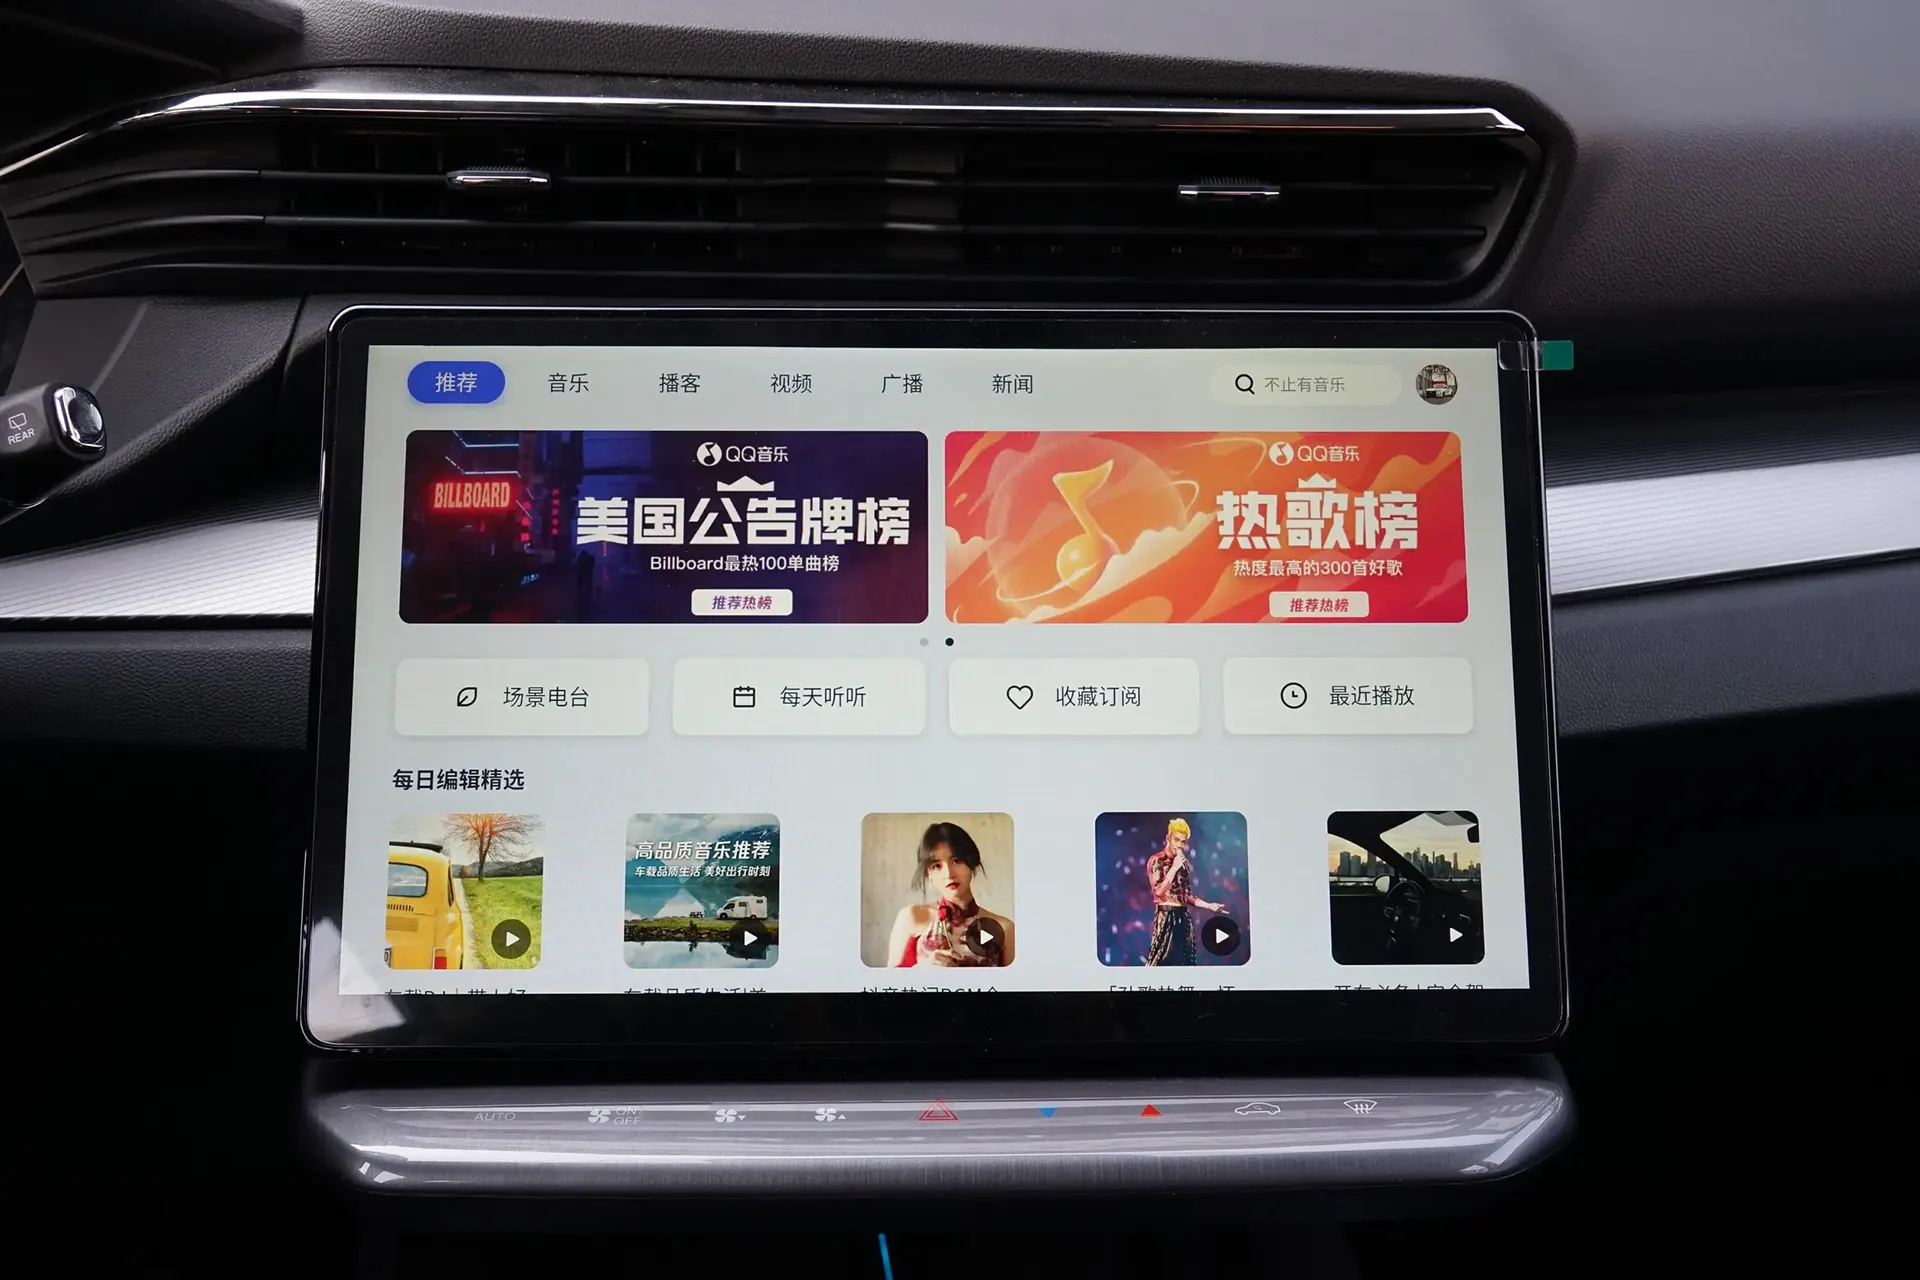 推荐
音乐
播客
视频
广播
新闻
不止有音乐
REAR
BILLBOARD
QQ音乐
美国公告牌榜
Billboard最热100单曲榜
推荐热榜
QQ音乐
热歌榜
热度最高的300首好歌
推荐热榜
场景电台
每天听听
收藏订阅
最近播放
每日编辑精选
高品质音乐推荐
车载品质生活 美好出行时刻
AUTO
ON/
OFF